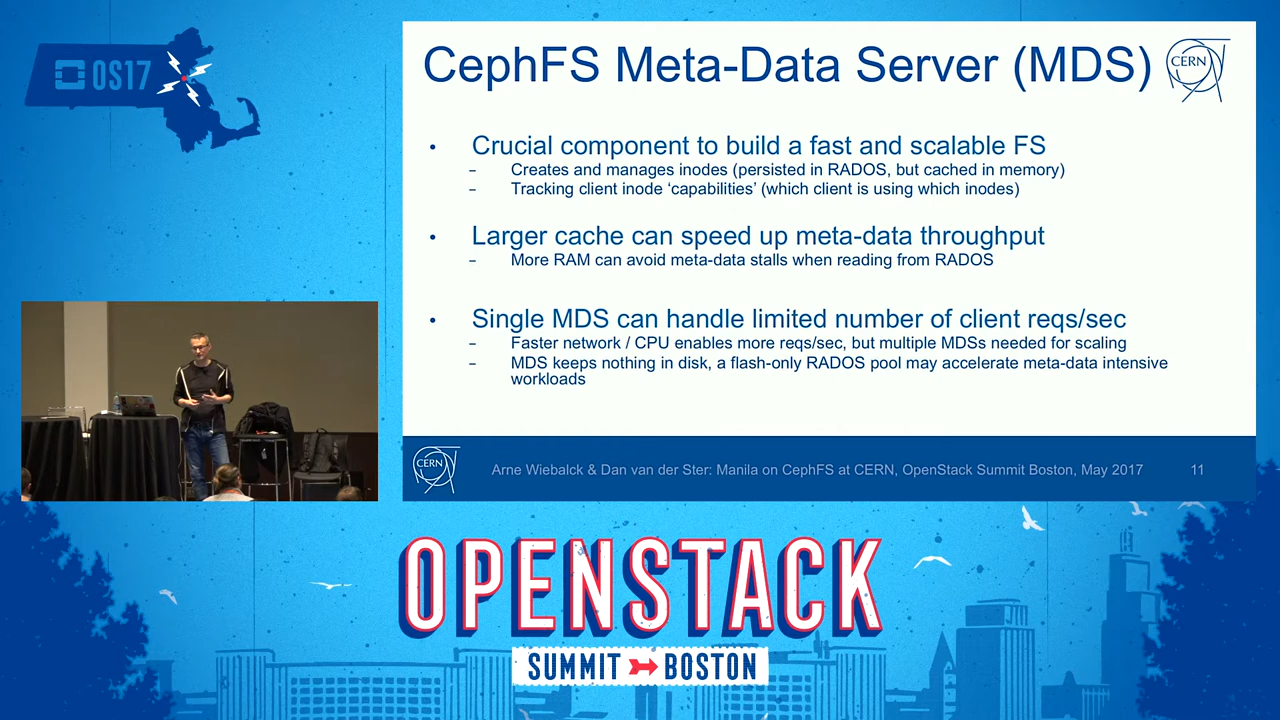 OS17
CephFS Meta-Data Server (MDS)
CERN
• Crucial component to build a fast and scalable FS
– Creates and manages inodes (persisted in RADOS, but cached in memory)
– Tracking client inode ‘capabilities’ (which client is using which inodes)
• Larger cache can speed up meta-data throughput
– More RAM can avoid meta-data stalls when reading from RADOS
• Single MDS can handle limited number of client reqs/sec
– Faster network / CPU enables more reqs/sec, but multiple MDSs needed for scaling
– MDS keeps nothing in disk, a flash-only RADOS pool may accelerate meta-data intensive
workloads
CERN
Arne Wiebalck & Dan van der Ster: Manila on CephFS at CERN, OpenStack Summit Boston, May 2017
11
OPENSTACK
SUMMIT BOSTON